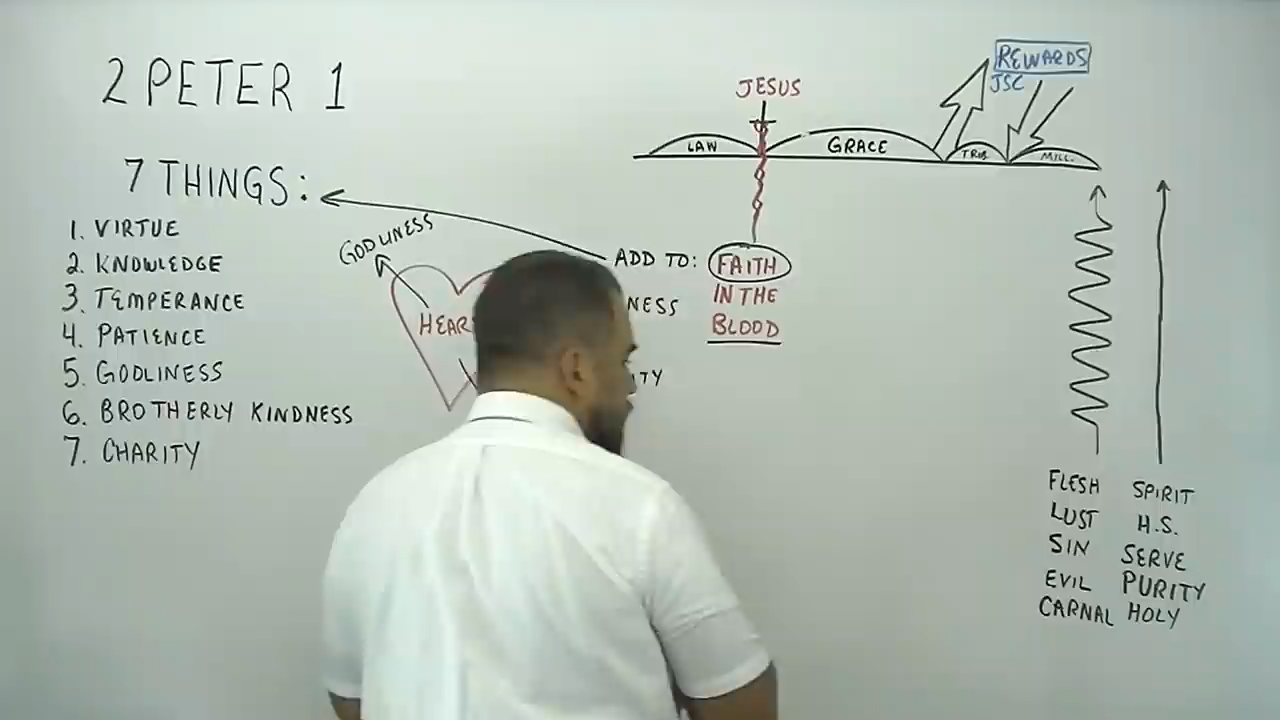 2 PETER 1
7 THINGS:
1. VIRTUE
2. KNOWLEDGE
3. TEMPERANCE
4. PATIENCE
5. GODLINESS
6. BROTHERLY KINDNESS
7. CHARITY
GODLINESS
HEAR
ADD TO: FAITH
IN THE
BLOOD
NESS
ITY
JESUS
LAW
GRACE
TRIB
MILL.
REWARDS
JSC
FLESH SPIRIT
LUST H.S.
SIN SERVE
EVIL PURITY
CARNAL HOLY